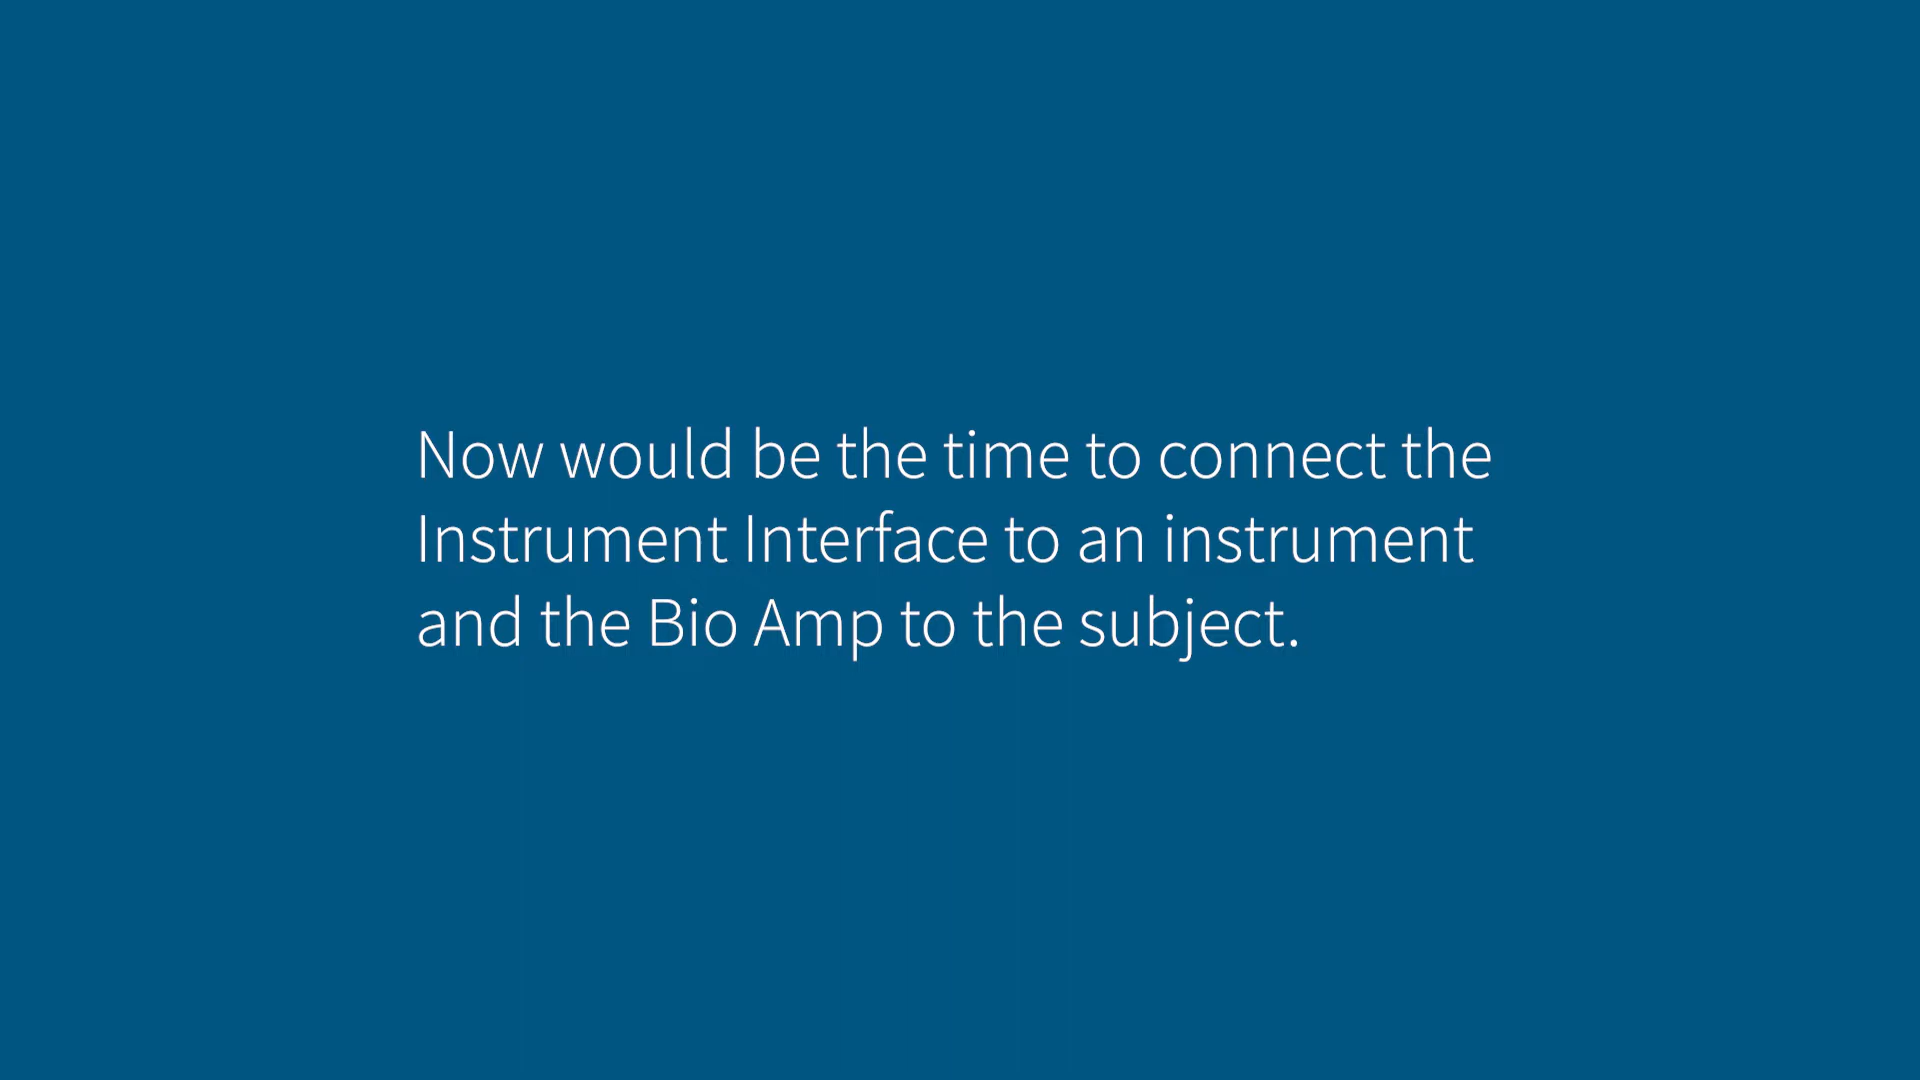 Now would be the time to connect the
Instrument Interface to an instrument
and the Bio Amp to the subject.